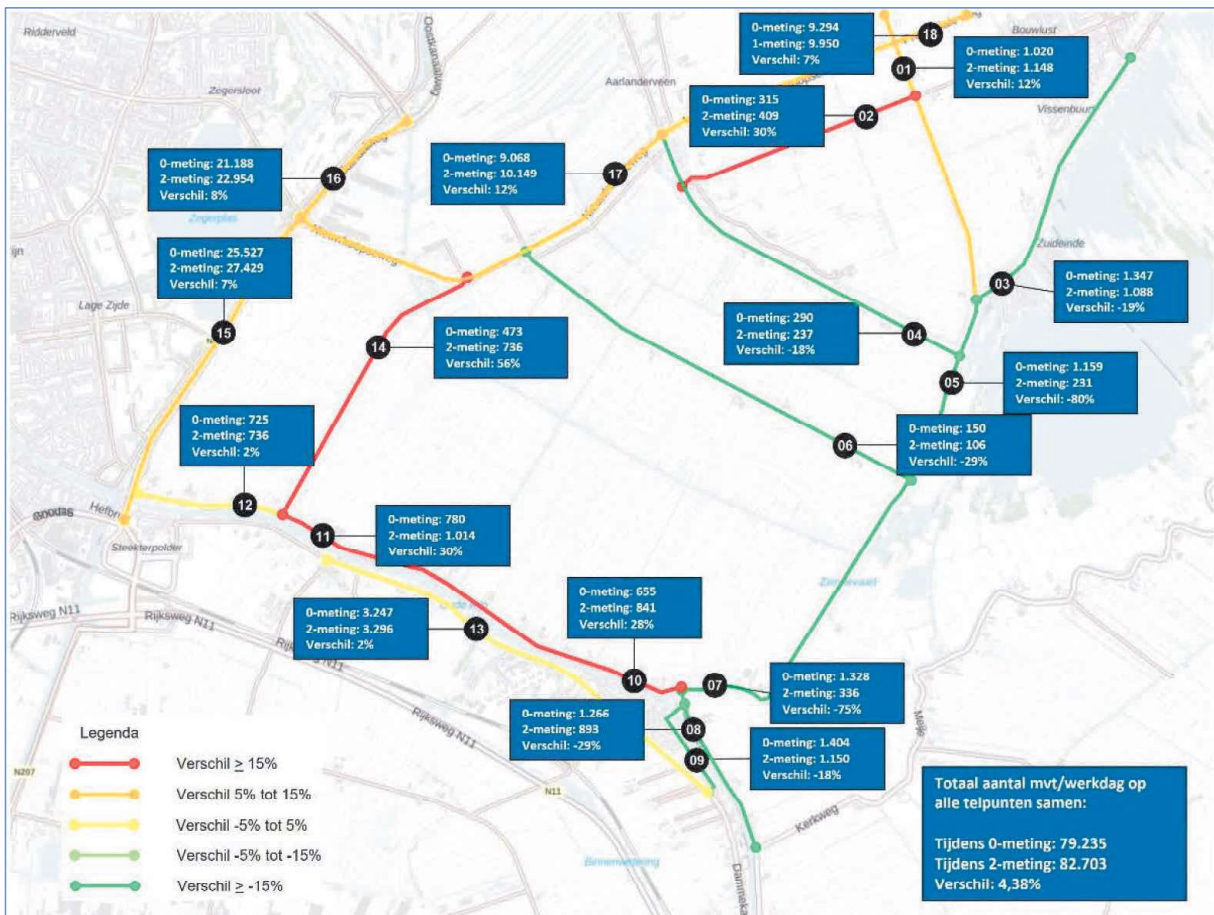 Ridderveld
Zegersloot
Oostkanaalweg
Aarlanderveen
0-meting: 9.294
1-meting: 9.950
Verschil: 7%
18
Bouwlust
01
0-meting: 1.020
2-meting: 1.148
Verschil: 12%
0-meting: 315
2-meting: 409
Verschil: 30%
02
Vissenbuurt
0-meting: 21.188
2-meting: 22.954
Verschil: 8%
16
0-meting: 9.068
2-meting: 10.149
Verschil: 12%
17
Zegerplas
Zuideinde
0-meting: 25.527
2-meting: 27.429
Verschil: 7%
15
ijn
Lage Zijde
03
0-meting: 1.347
2-meting: 1.088
Verschil: -19%
0-meting: 290
2-meting: 237
Verschil: -18%
04
14
0-meting: 473
2-meting: 736
Verschil: 56%
05
0-meting: 1.159
2-meting: 231
Verschil: -80%
0-meting: 725
2-meting: 736
Verschil: 2%
12
06
0-meting: 150
2-meting: 106
Verschil: -29%
Hefbr
Steekterpolder
11
0-meting: 780
2-meting: 1.014
Verschil: 30%
Rijksweg N11
Rijksweg N11
0-meting: 3.247
2-meting: 3.296
Verschil: 2%
13
0-meting: 655
2-meting: 841
Verschil: 28%
10
07
0-meting: 1.328
2-meting: 336
Verschil: -75%
Meije
Rijksweg N11
0-meting: 1.266
2-meting: 893
Verschil: -29%
08
09
0-meting: 1.404
2-meting: 1.150
Verschil: -18%
N207
N11
Kerkweg
Binnenwetering
Legenda
Verschil ≥ 15%
Verschil 5% tot 15%
Verschil -5% tot 5%
Verschil -5% tot -15%
Verschil ≥ -15%
Totaal aantal mvt/werkdag op
alle telpunten samen:
Tijdens 0-meting: 79.235
Tijdens 2-meting: 82.703
Verschil: 4,38%